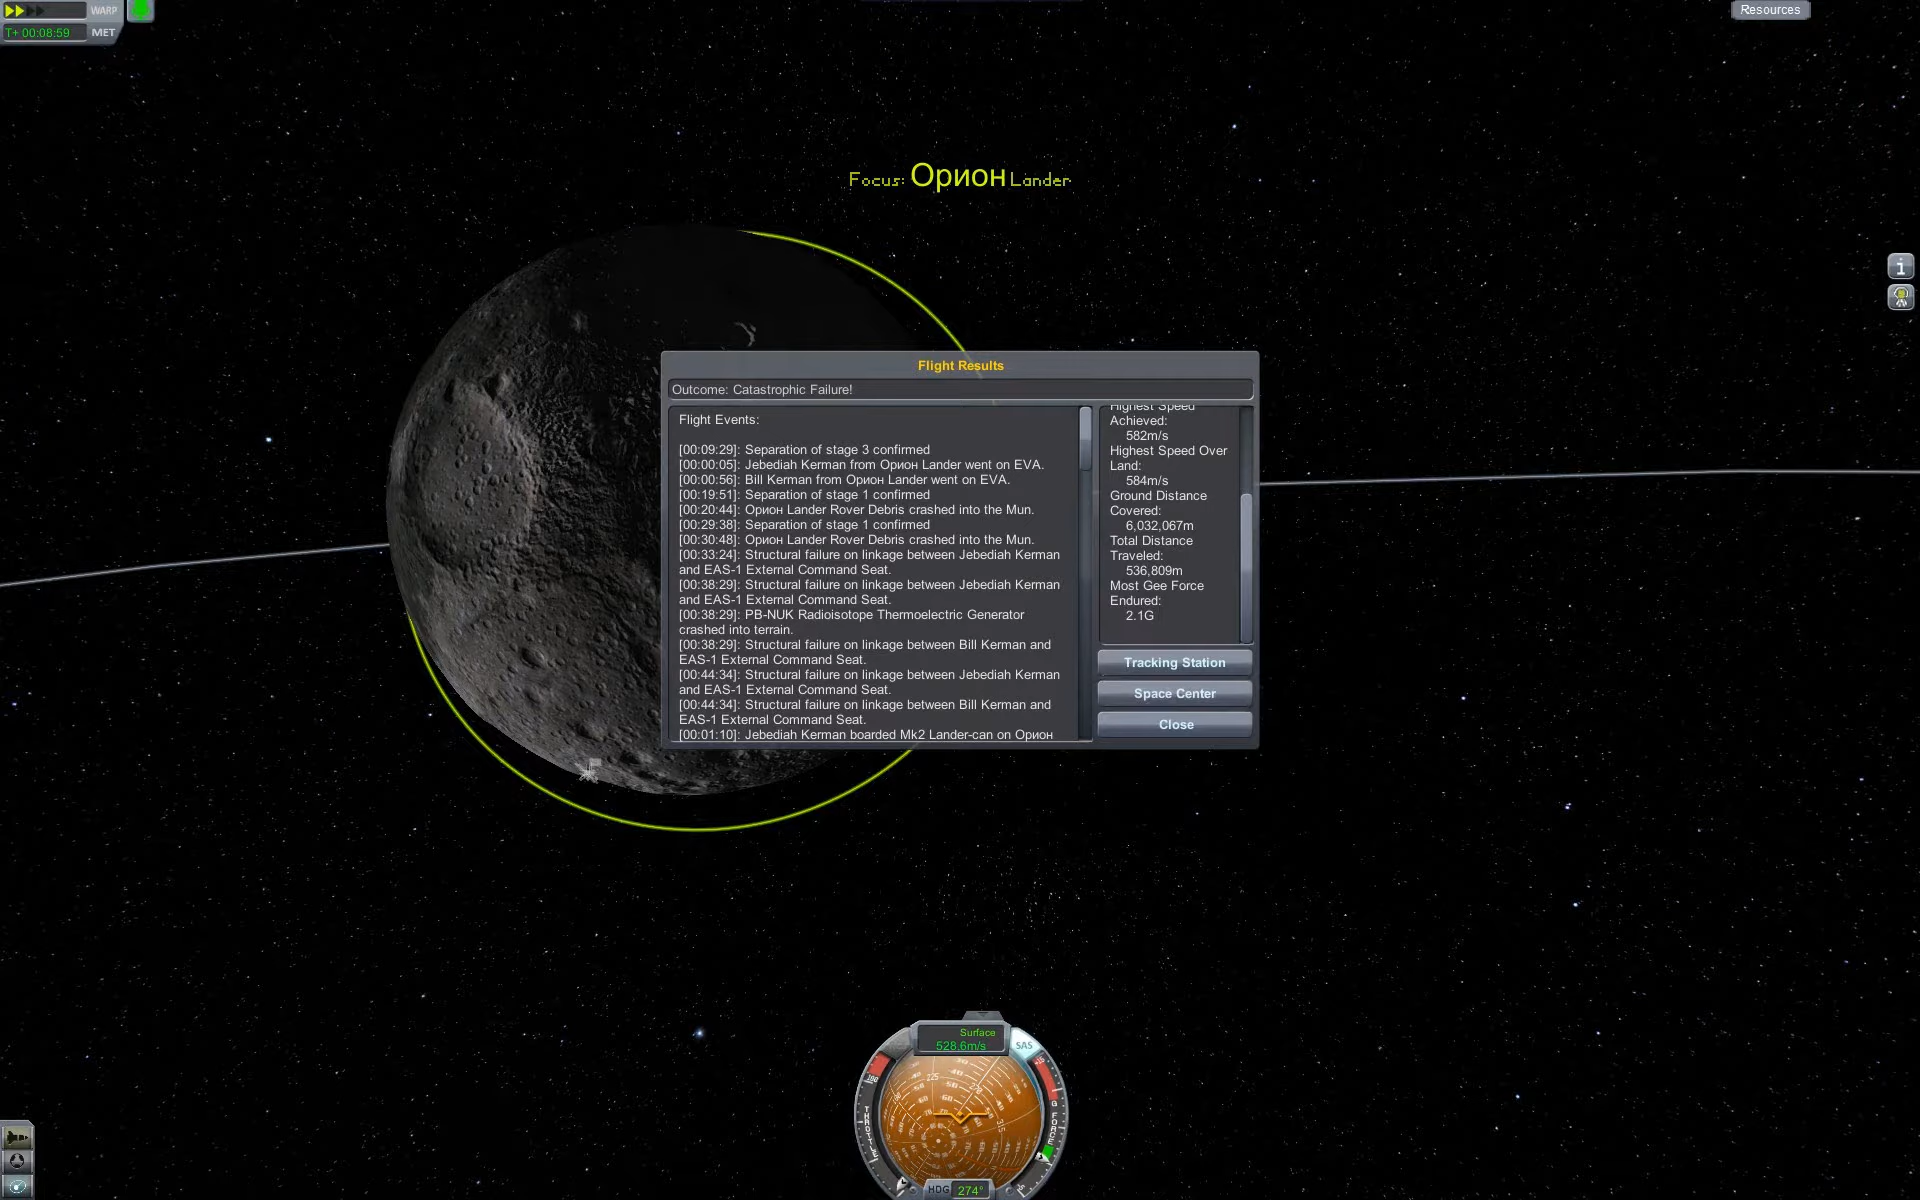 WARP
T+ 00:08:59 MET
Resources
Focus: Орион Lander
Flight Results
Outcome: Catastrophic Failure!
Flight Events:
[00:09:29]: Separation of stage 3 confirmed
[00:00:05]: Jebediah Kerman from Орион Lander went on EVA.
[00:00:56]: Bill Kerman from Орион Lander went on EVA.
[00:19:51]: Separation of stage 1 confirmed
[00:20:44]: Орион Lander Rover Debris crashed into the Mun.
[00:29:38]: Separation of stage 1 confirmed
[00:30:48]: Орион Lander Rover Debris crashed into the Mun.
[00:33:24]: Structural failure on linkage between Jebediah Kerman
and EAS-1 External Command Seat.
[00:38:29]: Structural failure on linkage between Jebediah Kerman
and EAS-1 External Command Seat.
[00:38:29]: PB-NUK Radioisotope Thermoelectric Generator
crashed into terrain.
[00:38:29]: Structural failure on linkage between Bill Kerman and
EAS-1 External Command Seat.
[00:44:34]: Structural failure on linkage between Jebediah Kerman
and EAS-1 External Command Seat.
[00:44:34]: Structural failure on linkage between Bill Kerman and
EAS-1 External Command Seat.
[00:01:10]: Jebediah Kerman boarded Mk2 Lander-can on Орион
Highest Speed
Achieved:
582m/s
Highest Speed Over
Land:
584m/s
Ground Distance
Covered:
6,032,067m
Total Distance
Traveled:
536,809m
Most Gee Force
Endured:
2.1G
Tracking Station
Space Center
Close
Surface
528.6m/s
SAS
THROTTLE
G FORCE
HDG 274°